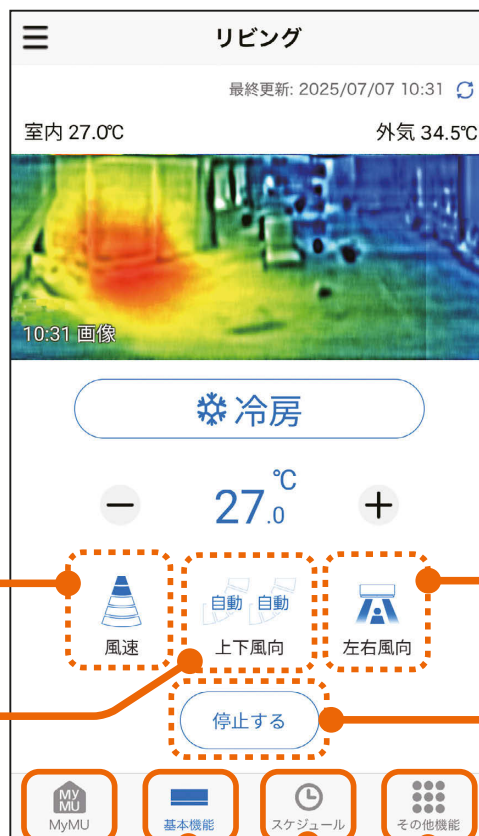 リビング
最終更新: 2025/07/07 10:31
室内 27.0℃ 外気 34.5℃
10:31 画像
冷房
℃
27.0
自動 自動
風速 上下風向 左右風向
停止する
My
MU
MyMU 基本機能 スケジュール その他機能